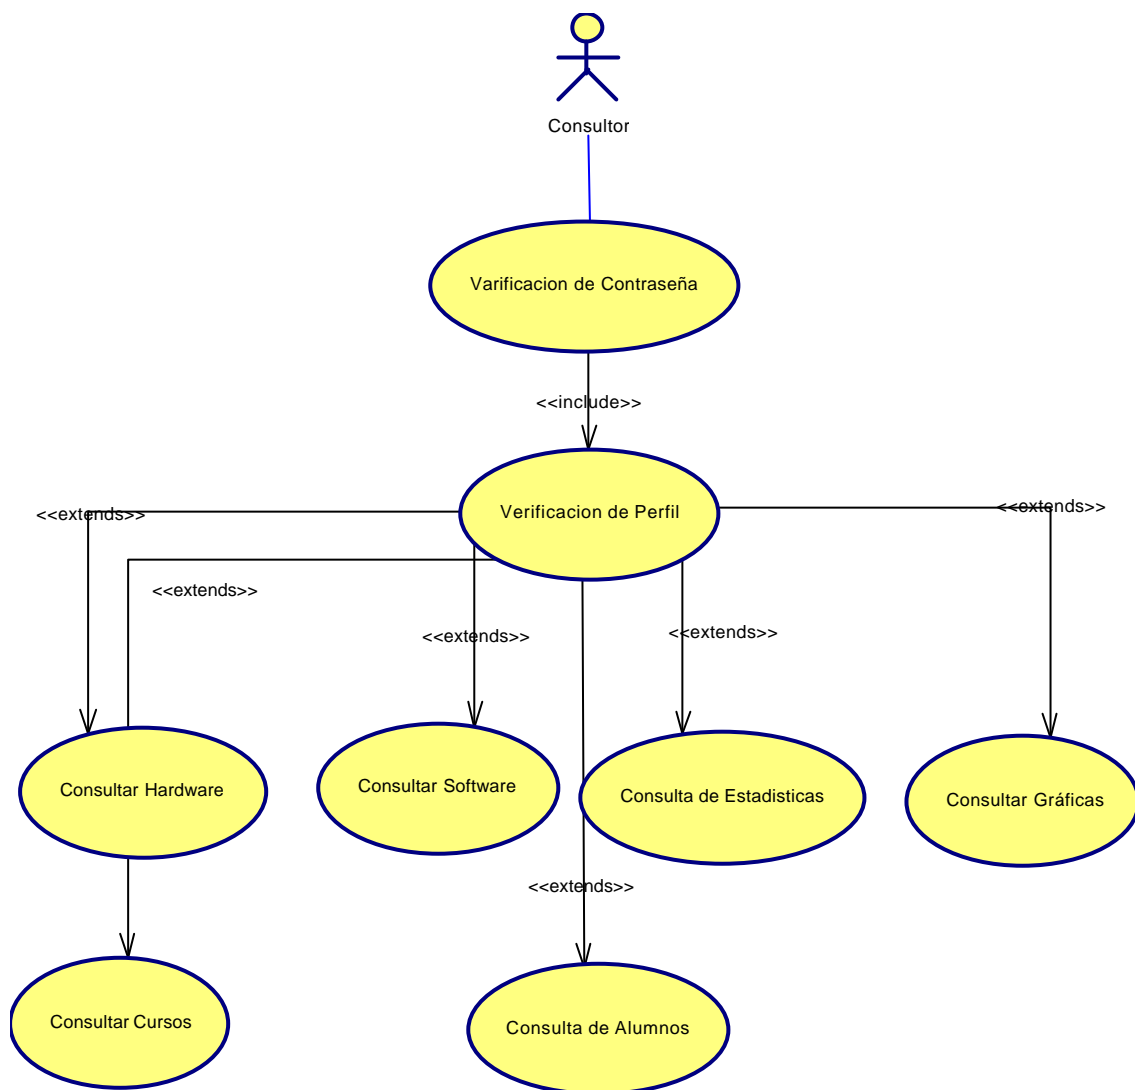 Consultor
Varificacion de Contraseña
<<include>>
Verificacion de Perfil
<<extends>>
<<extends>>
<<extends>>
<<extends>>
<<extends>>
Consultar Hardware
Consultar Software
Consulta de Estadisticas
Consultar Gráficas
<<extends>>
Consultar Cursos
Consulta de Alumnos